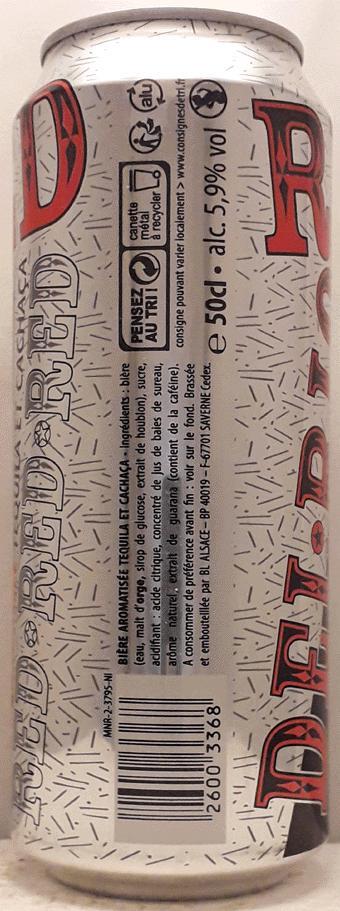 TEQUILA ET CACHAÇA
RED·RED·RED
D
MNR-2-3795-NI
BIÈRE AROMATISÉE TEQUILA ET CACHAÇA - Ingrédients : bière
(eau, malt d'orge, sirop de glucose, extrait de houblon), sucre,
acidifiant : acide citrique, concentré de jus de baies de sureau,
arôme naturel, extrait de guarana (contient de la caféine).
A consommer de préférence avant fin : voir sur le fond. Brassée
et embouteillée par BL ALSACE – BP 40019 – F-67701 SAVERNE Cedex.
2600 3368
PENSEZ
AU TRI !
canette
métal
à recycler
alu
consigne pouvant varier localement > www.consignesdetri.fr
e 50cl • alc. 5,9% vol
DEL·RIO
R